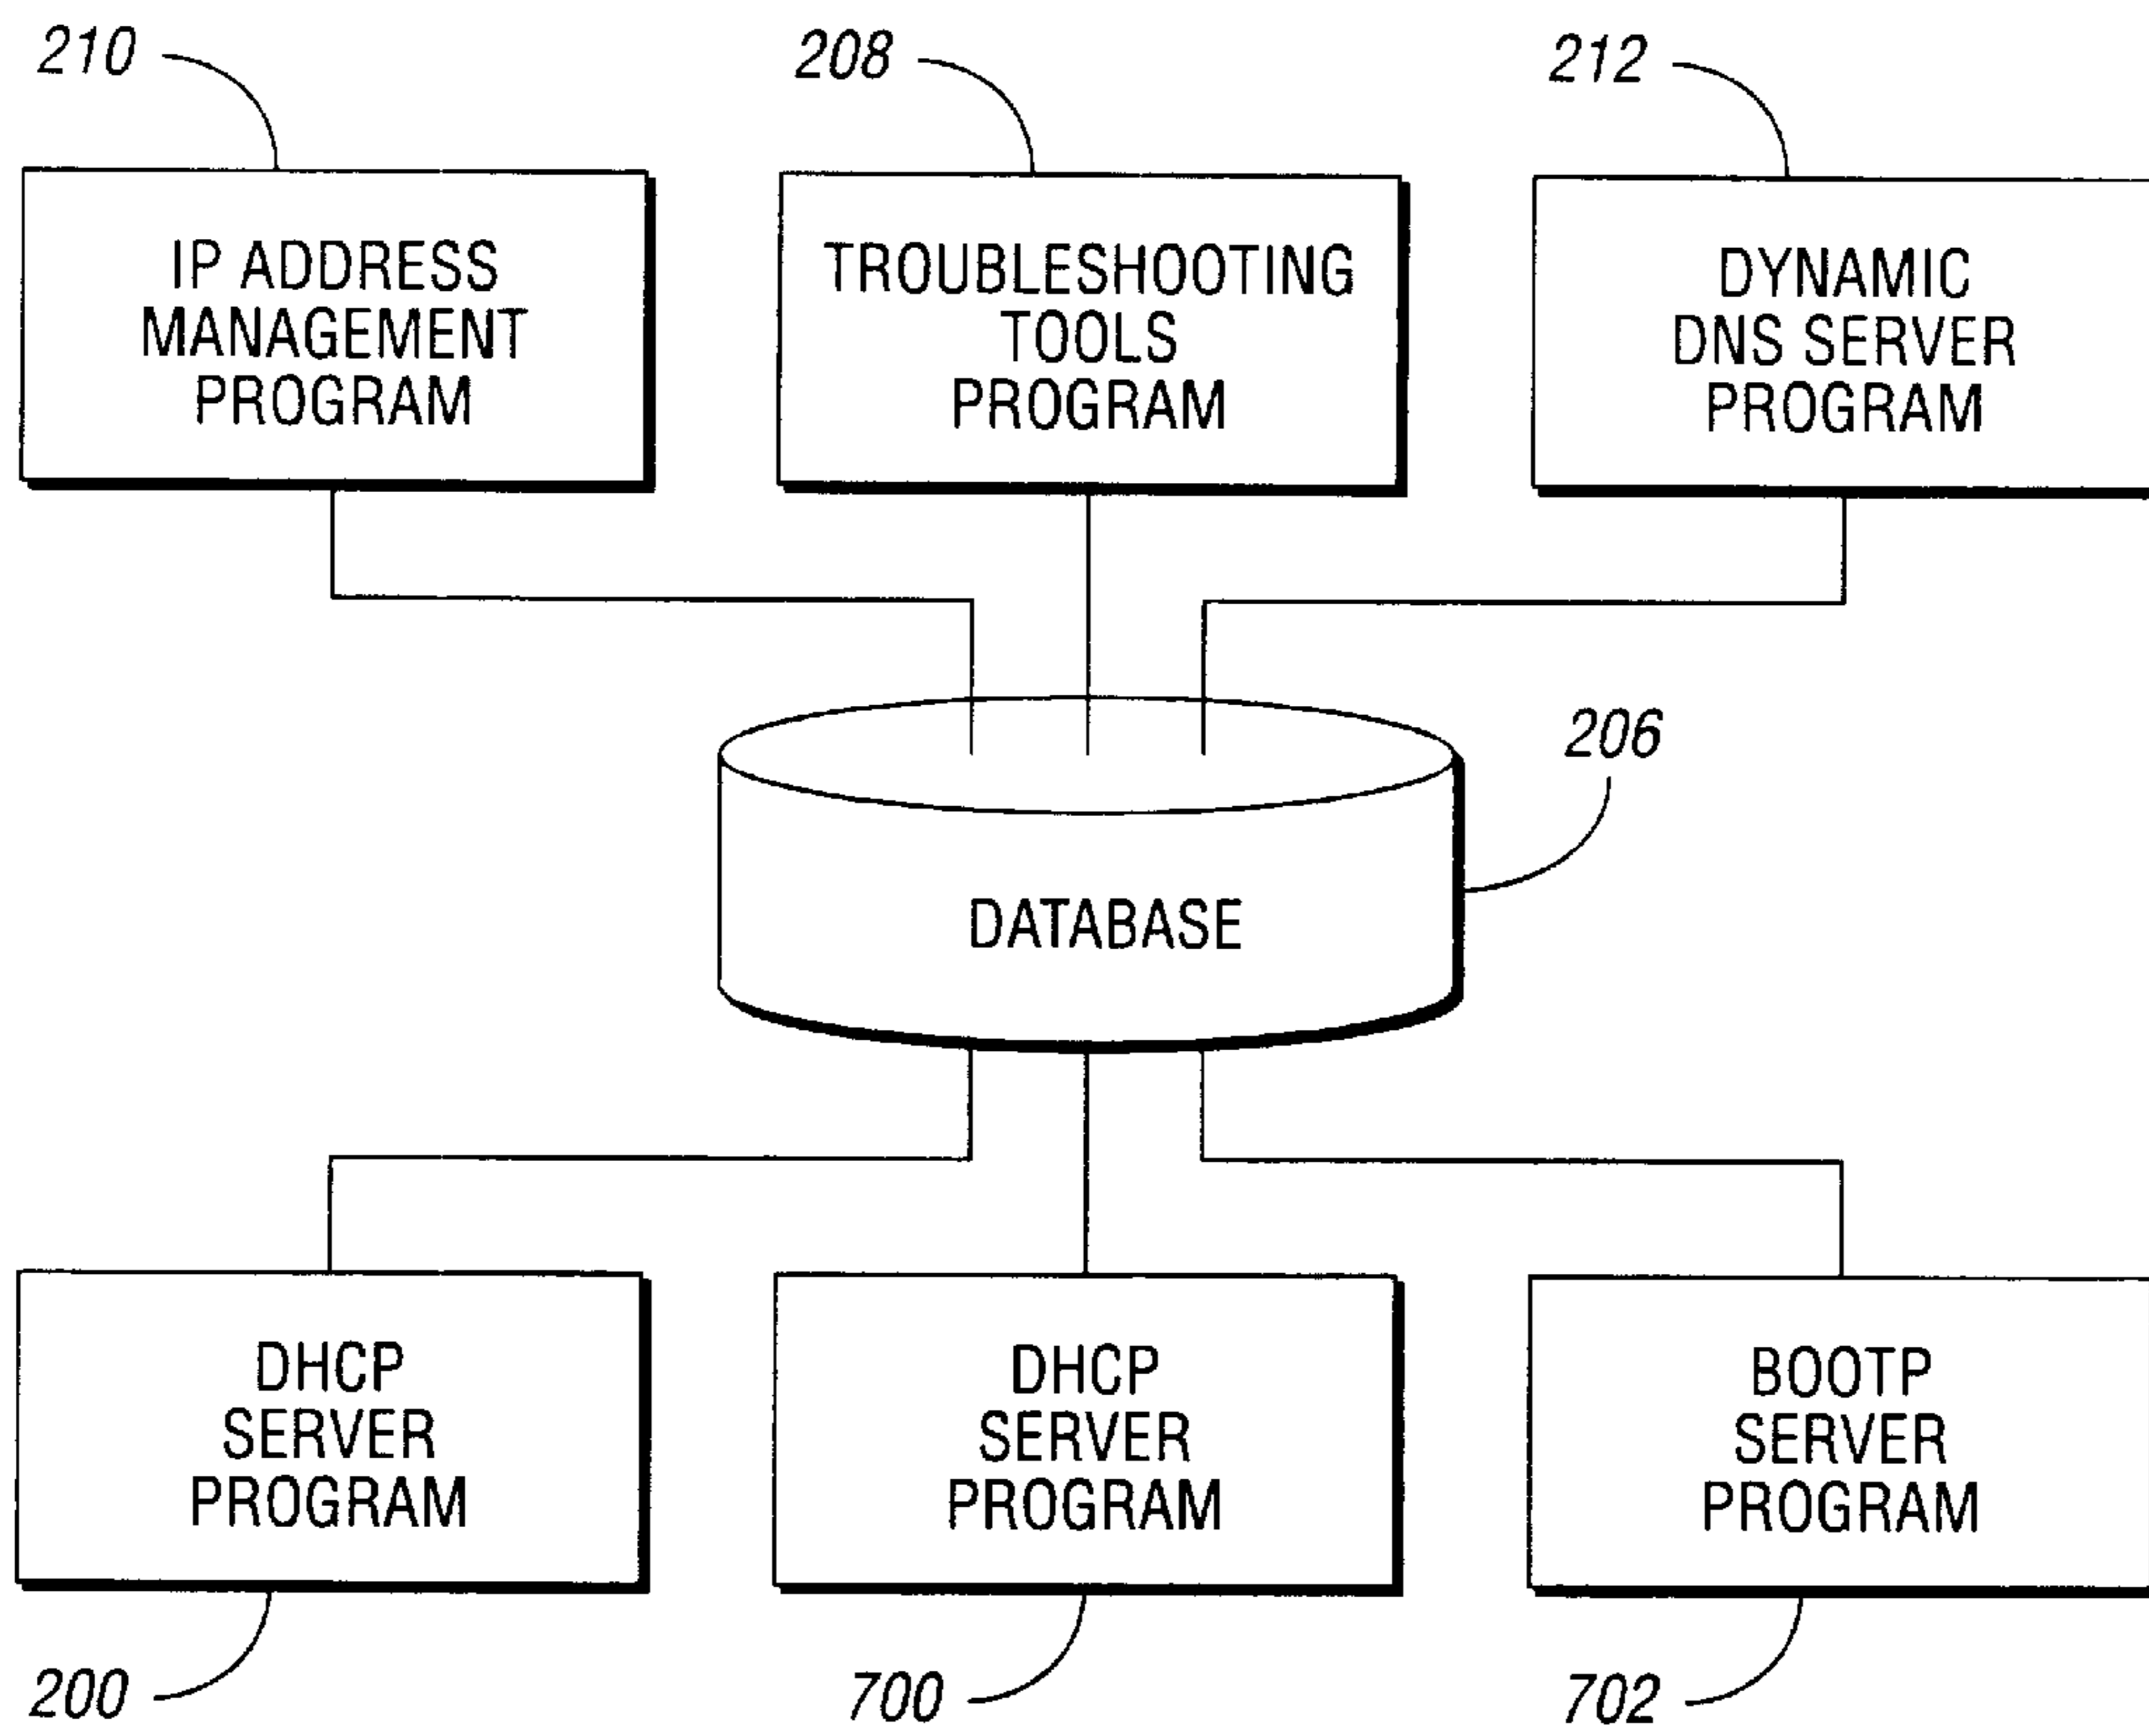 210
208
212
IP ADDRESS
MANAGEMENT
PROGRAM
TROUBLESHOOTING
TOOLS
PROGRAM
DYNAMIC
DNS SERVER
PROGRAM
206
DATABASE
DHCP
SERVER
PROGRAM
DHCP
SERVER
PROGRAM
BOOTP
SERVER
PROGRAM
200
700
702